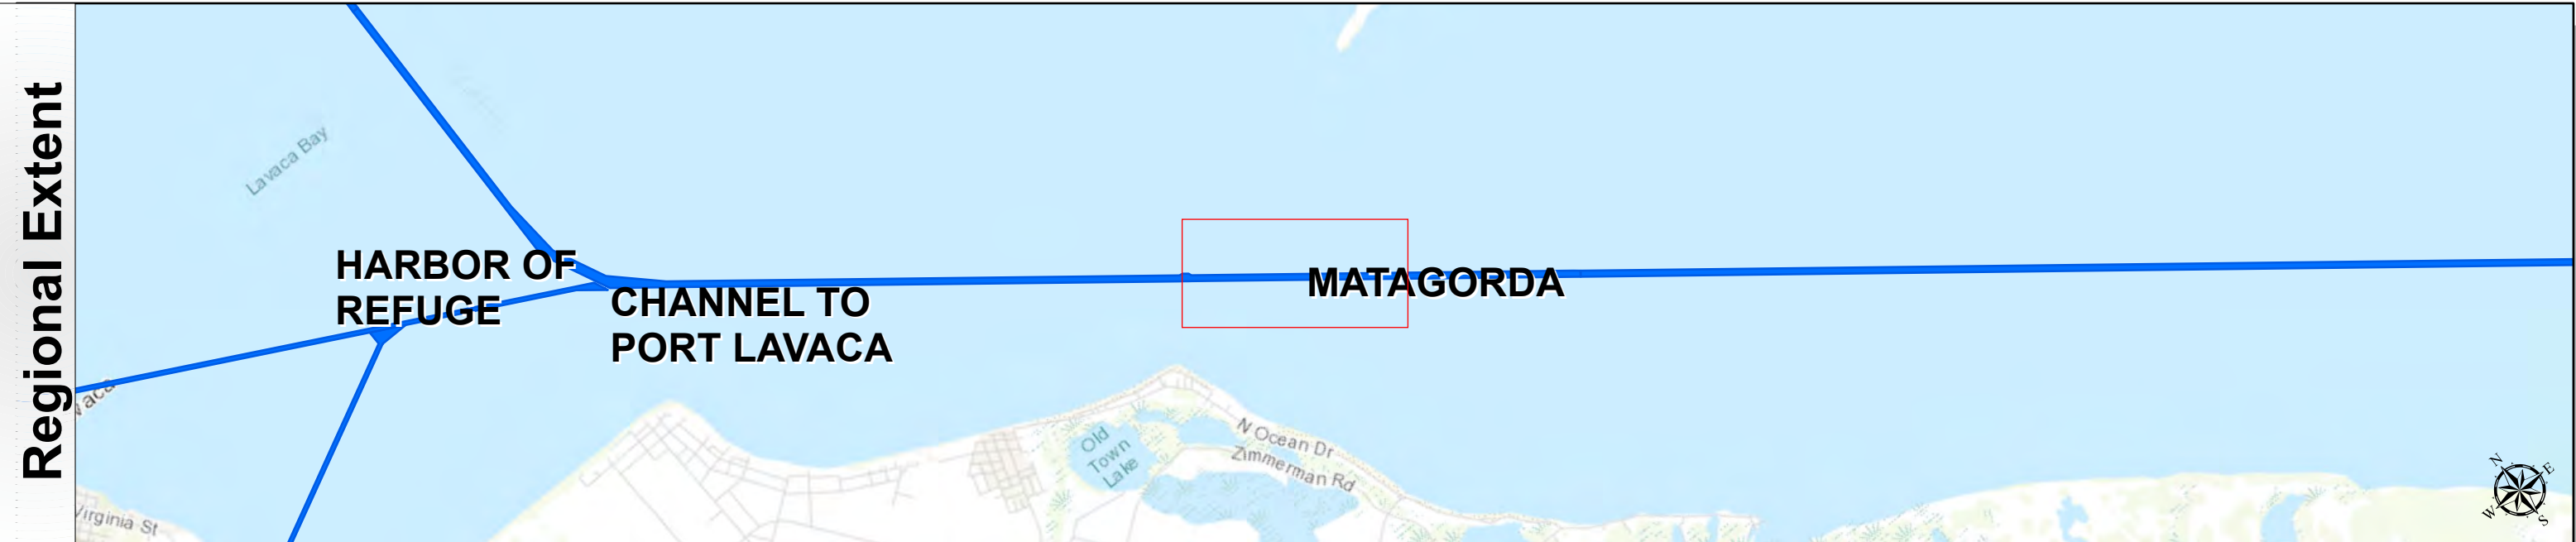 Regional Extent
Lavaca Bay
HARBOR OF
REFUGE
CHANNEL TO
PORT LAVACA
MATAGORDA
vaca
Virginia St
Old
Town
Lake
N Ocean Dr
Zimmerman Rd
N
E
W
S